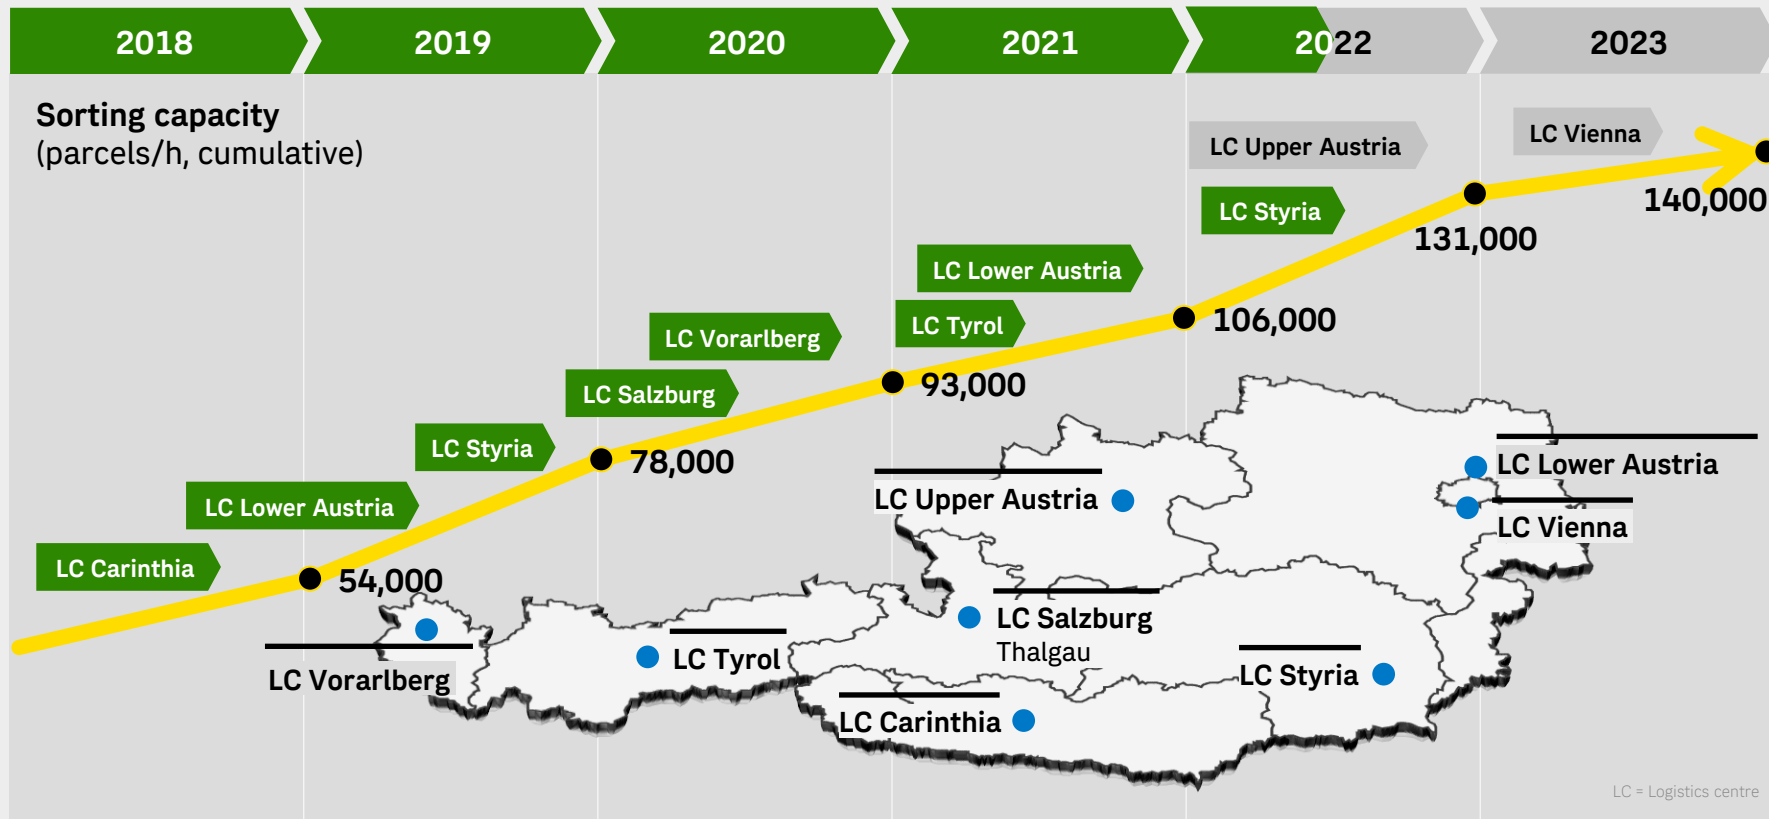 2018
2019
2020
2021
2022
2023
Sorting capacity
(parcels/h, cumulative)
LC Upper Austria
LC Vienna
LC Styria
140,000
131,000
LC Lower Austria
LC Tyrol
106,000
LC Vorarlberg
LC Salzburg
93,000
LC Styria
78,000
LC Lower Austria
LC Carinthia
54,000
LC Upper Austria
LC Lower Austria
LC Vienna
LC Salzburg
Thalgau
LC Tyrol
LC Vorarlberg
LC Styria
LC Carinthia
LC = Logistics centre